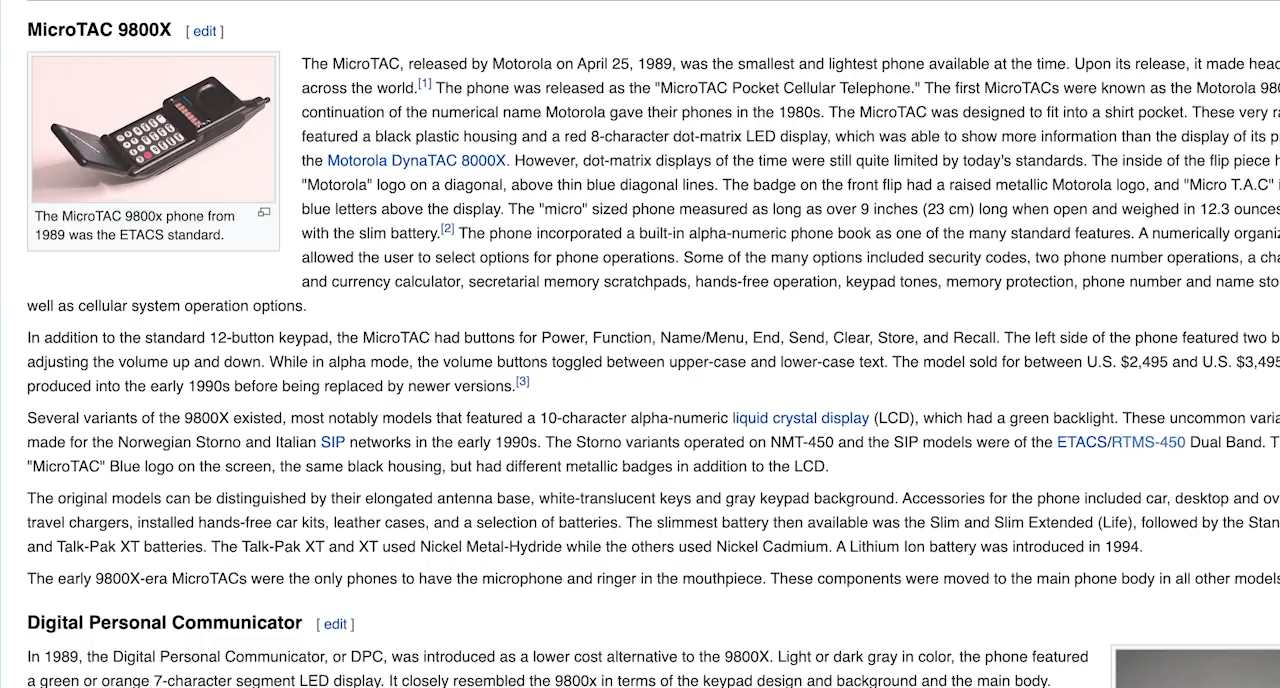 MicroTAC 9800X [ edit ]
The MicroTAC, released by Motorola on April 25, 1989, was the smallest and lightest phone available at the time. Upon its release, it made
across the world.[1] The phone was released as the "MicroTAC Pocket Cellular Telephone." The first MicroTACs were known as the Motorola
continuation of the numerical name Motorola gave their phones in the 1980s. The MicroTAC was designed to fit into a shirt pocket. These very
featured a black plastic housing and a red 8-character dot-matrix LED display, which was able to show more information than the display of its
the Motorola DynaTAC 8000X. However, dot-matrix displays of the time were still quite limited by today's standards. The inside of the flip piece
"Motorola" logo on a diagonal, above thin blue diagonal lines. The badge on the front flip had a raised metallic Motorola logo, and "Micro T.A.C"
blue letters above the display. The "micro" sized phone measured as long as over 9 inches (23 cm) long when open and weighed in 12.3 ounces
with the slim battery.[2] The phone incorporated a built-in alpha-numeric phone book as one of the many standard features. A numerically
allowed the user to select options for phone operations. Some of the many options included security codes, two phone number operations, a
and currency calculator, secretarial memory scratchpads, hands-free operation, keypad tones, memory protection, phone number and name
well as cellular system operation options.
The MicroTAC 9800x phone from
1989 was the ETACS standard.
In addition to the standard 12-button keypad, the MicroTAC had buttons for Power, Function, Name/Menu, End, Send, Clear, Store, and Recall. The left side of the phone featured two
adjusting the volume up and down. While in alpha mode, the volume buttons toggled between upper-case and lower-case text. The model sold for between U.S. $2,495 and U.S. $3,495
produced into the early 1990s before being replaced by newer versions.[3]
Several variants of the 9800X existed, most notably models that featured a 10-character alpha-numeric liquid crystal display (LCD), which had a green backlight. These uncommon
made for the Norwegian Storno and Italian SIP networks in the early 1990s. The Storno variants operated on NMT-450 and the SIP models were of the ETACS/RTMS-450 Dual Band.
"MicroTAC" Blue logo on the screen, the same black housing, but had different metallic badges in addition to the LCD.
The original models can be distinguished by their elongated antenna base, white-translucent keys and gray keypad background. Accessories for the phone included car, desktop and
travel chargers, installed hands-free car kits, leather cases, and a selection of batteries. The slimmest battery then available was the Slim and Slim Extended (Life), followed by the
and Talk-Pak XT batteries. The Talk-Pak XT and XT used Nickel Metal-Hydride while the others used Nickel Cadmium. A Lithium Ion battery was introduced in 1994.
The early 9800X-era MicroTACs were the only phones to have the microphone and ringer in the mouthpiece. These components were moved to the main phone body in all other models
Digital Personal Communicator [ edit ]
In 1989, the Digital Personal Communicator, or DPC, was introduced as a lower cost alternative to the 9800X. Light or dark gray in color, the phone featured
a green or orange 7-character segment LED display. It closely resembled the 9800x in terms of the keypad design and background and the main body.